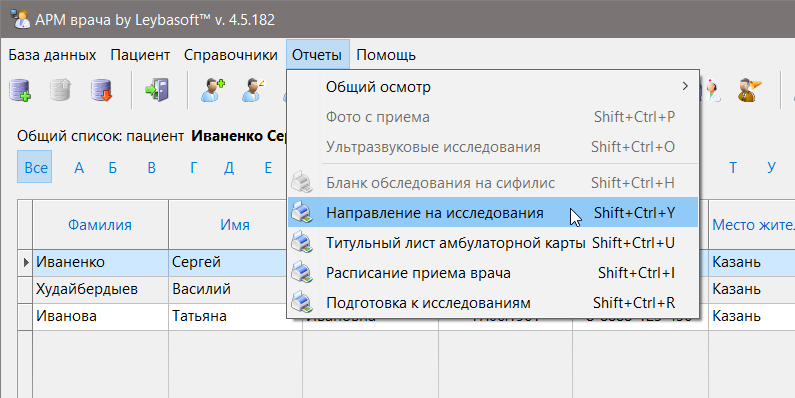 АРМ врача by Leybasoft™ v. 4.5.182
База данных Пациент Справочники Отчеты Помощь
Общий осмотр
Фото с приема Shift+Ctrl+P
Ультразвуковые исследования Shift+Ctrl+O
Бланк обследования на сифилис Shift+Ctrl+H
Направление на исследования Shift+Ctrl+Y
Титульный лист амбулаторной карты Shift+Ctrl+U
Расписание приема врача Shift+Ctrl+I
Подготовка к исследованиям Shift+Ctrl+R
Общий список: пациент Иваненко Сер
Все А Б В Г Д Е Т У
Фамилия Имя Место жите
Иваненко Сергей Казань
Худайбердыев Василий Казань
Иванова Татьяна Казань